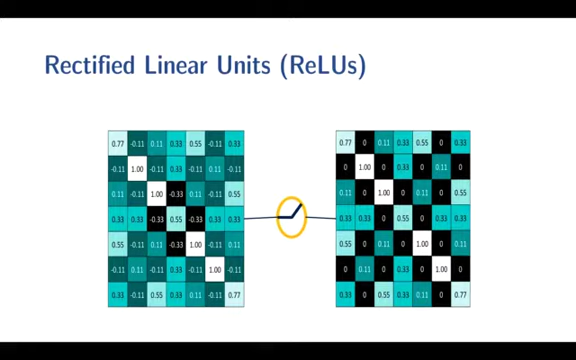 Rectified Linear Units (ReLUs)
0.77 -0.11 0.11 0.33 0.55 -0.11 0.33
-0.11 1.00 -0.11 0.33 -0.11 0.11 -0.11
0.11 -0.11 1.00 -0.33 0.11 -0.11 0.55
0.33 0.33 -0.33 0.55 -0.33 0.33 0.33
0.55 -0.11 0.11 -0.33 1.00 -0.11 0.11
-0.11 0.11 -0.11 0.33 -0.11 1.00 -0.11
0.33 -0.11 0.55 0.33 0.11 -0.11 0.77
0.77 0 0.11 0.33 0.55 0 0.33
0 1.00 0 0.33 0 0.11 0
0.11 0 1.00 0 0.11 0 0.55
0.33 0.33 0 0.55 0 0.33 0.33
0.55 0 0.11 0 1.00 0 0.11
0 0.11 0 0.33 0 1.00 0
0.33 0 0.55 0.33 0.11 0 0.77